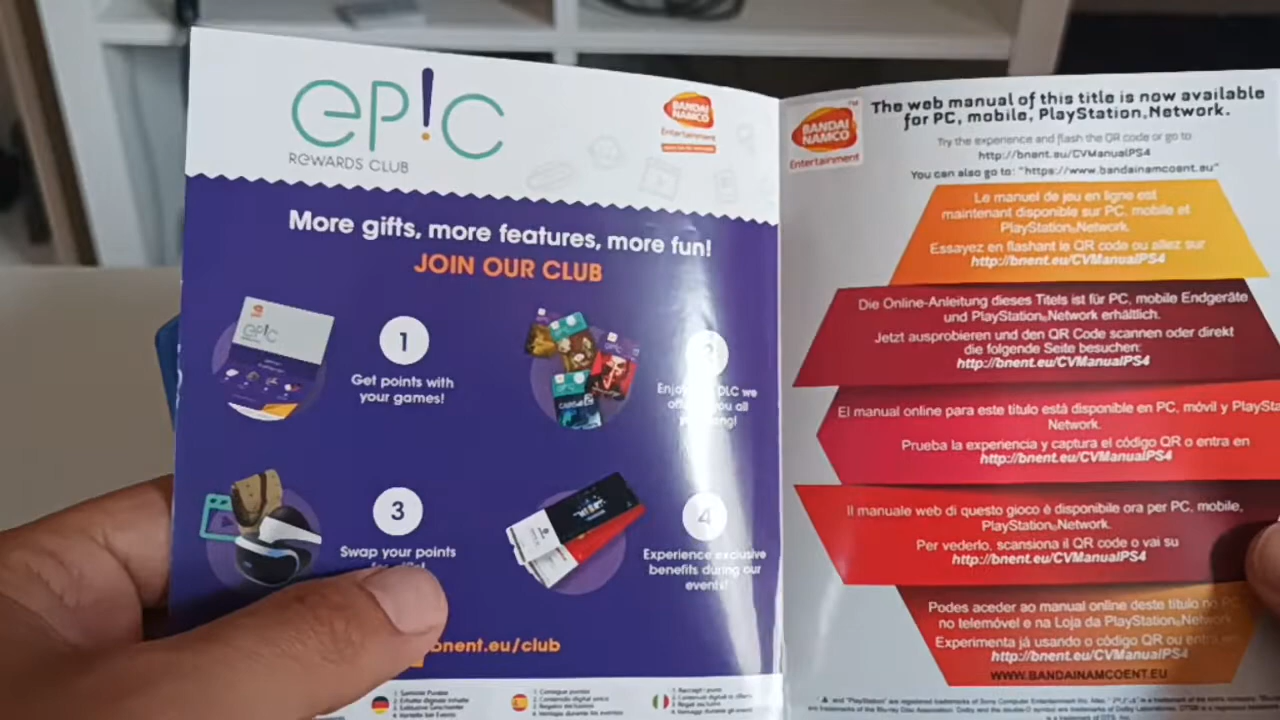 ep!c
REWARDS CLUB
BANDAI
NAMCO
Entertainment
More gifts, more features, more fun!
JOIN OUR CLUB
1
Get points with
your games!
Enjoy DLC we
you all
3
Swap your points
4
Experience exclusive
benefits during our
events!
bnent.eu/club
BANDAI
NAMCO
Entertainment
The web manual of this title is now available
for PC, mobile, PlayStation®Network.
Try the experience and flash the QR code or go to
http://bnent.eu/CVManualPS4
You can also go to: "https://www.bandainamcoent.eu"
Le manuel de jeu en ligne est
maintenant disponible sur PC, mobile et
PlayStation®Network.
Essayez en flashant le QR code ou allez sur
http://bnent.eu/CVManualPS4
Die Online-Anleitung dieses Titels ist für PC, mobile Endgeräte
und PlayStation®Network erhältlich.
Jetzt ausprobieren und den QR Code scannen oder direkt
die folgende Seite besuchen:
http://bnent.eu/CVManualPS4
El manual online para este título está disponible en PC, móvil y PlaySta
Network.
Prueba la experiencia y captura el código QR o entra en
http://bnent.eu/CVManualPS4
Il manuale web di questo gioco è disponibile ora per PC, mobile,
PlayStation®Network.
Per vederlo, scansiona il QR code o vai su
http://bnent.eu/CVManualPS4
Podes aceder ao manual online deste título no PC
no telemóvel e na Loja da PlayStation®Network
Experimenta já usando o código QR ou entra em
http://bnent.eu/CVManualPS4
WWW.BANDAINAMCOENT.EU